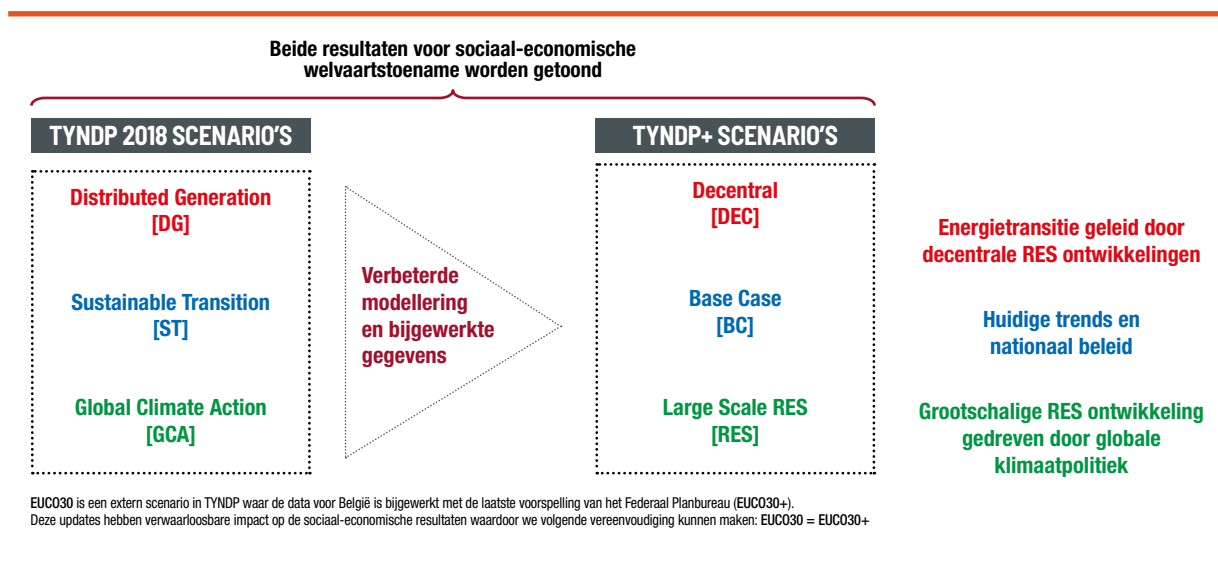 Beide resultaten voor sociaal-economische
welvaartstoename worden getoond
TYNDP 2018 SCENARIO'S
Distributed Generation
[DG]
Sustainable Transition
[ST]
Global Climate Action
[GCA]
Verbeterde
modellering
en bijgewerkte
gegevens
TYNDP+ SCENARIO'S
Decentral
[DEC]
Base Case
[BC]
Large Scale RES
[RES]
Energietransitie geleid door
decentrale RES ontwikkelingen
Huidige trends en
nationaal beleid
Grootschalige RES ontwikkeling
gedreven door globale
klimaatpolitiek
EUCO30 is een extern scenario in TYNDP waar de data voor België is bijgewerkt met de laatste voorspelling van het Federaal Planbureau (EUCO30+).
Deze updates hebben verwaarloosbare impact op de sociaal-economische resultaten waardoor we volgende vereenvoudiging kunnen maken: EUCO30 = EUCO30+